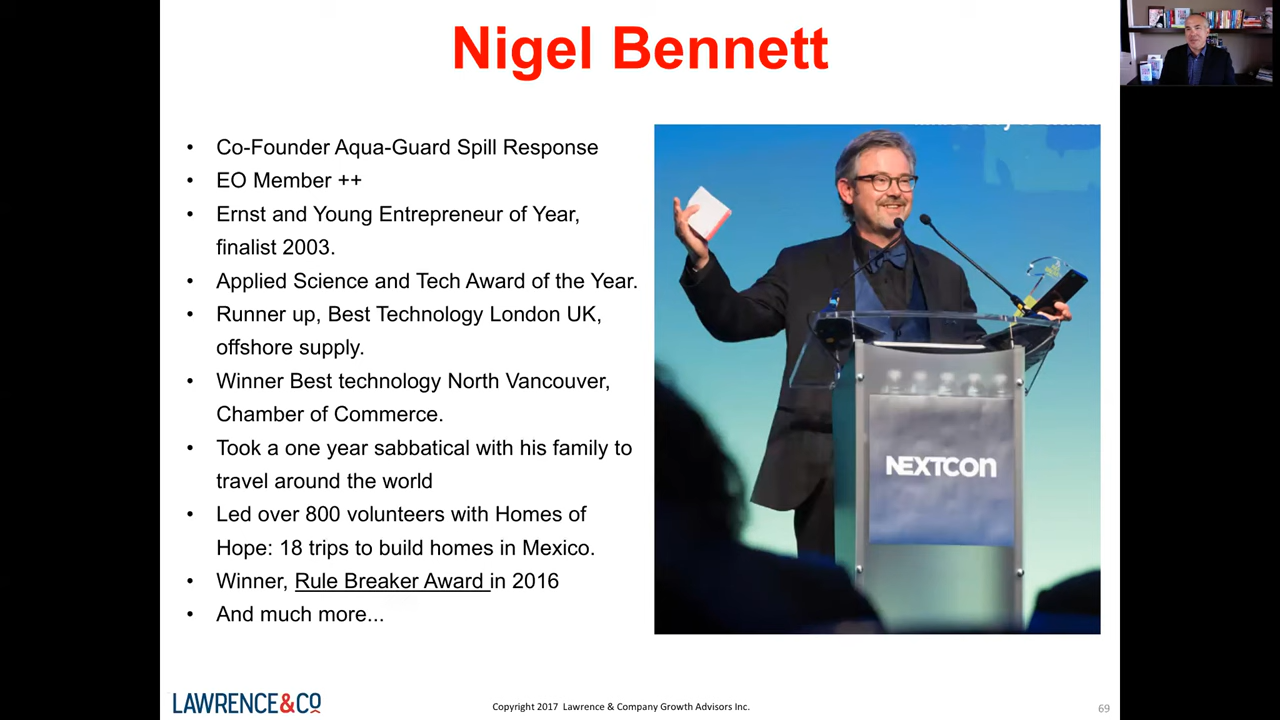 Nigel Bennett
• Co-Founder Aqua-Guard Spill Response
• EO Member ++
• Ernst and Young Entrepreneur of Year,
finalist 2003.
• Applied Science and Tech Award of the Year.
• Runner up, Best Technology London UK,
offshore supply.
• Winner Best technology North Vancouver,
Chamber of Commerce.
• Took a one year sabbatical with his family to
travel around the world
• Led over 800 volunteers with Homes of
Hope: 18 trips to build homes in Mexico.
• Winner, Rule Breaker Award in 2016
• And much more...
NEXTCON
LAWRENCE&CO
Copyright 2017 Lawrence & Company Growth Advisors Inc.
69